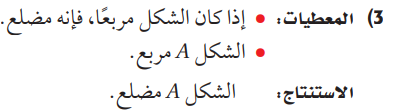 3) المعطيات: • إذا كان الشكل مربعًا، فإنه مضلع.
• الشكل A مربع.
الاستنتاج: الشكل A مضلع.